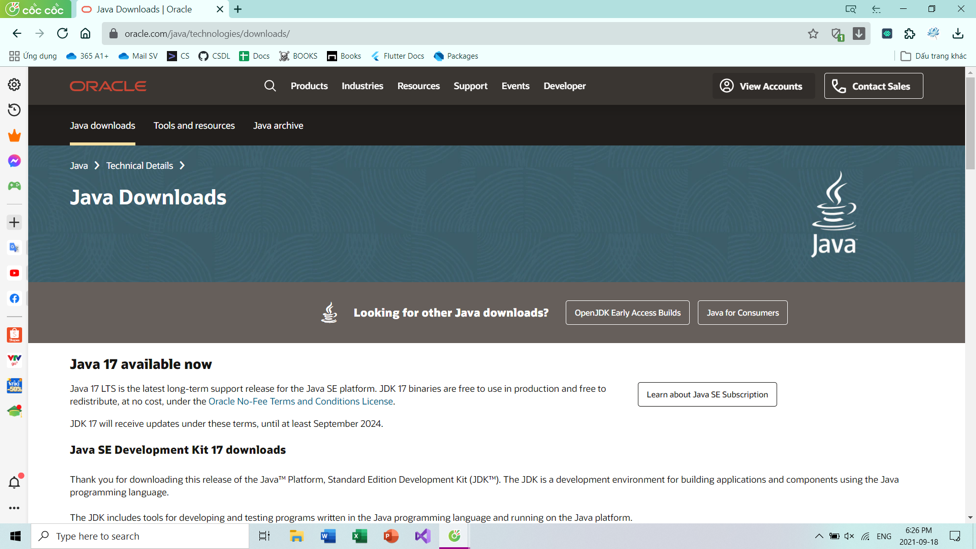 cốc cốc
Java Downloads | Oracle
oracle.com/java/technologies/downloads/
1
Ứng dụng
365 A1+
Mail SV
CS
CSDL
Docs
BOOKS
Books
Flutter Docs
Packages
Dấu trang khác
ORACLE
Products
Industries
Resources
Support
Events
Developer
View Accounts
Contact Sales
Java downloads
Tools and resources
Java archive
Java
Technical Details
Java Downloads
Java
Looking for other Java downloads?
OpenJDK Early Access Builds
Java for Consumers
Java 17 available now
Java 17 LTS is the latest long-term support release for the Java SE platform. JDK 17 binaries are free to use in production and free to
redistribute, at no cost, under the Oracle No-Fee Terms and Conditions License.
Learn about Java SE Subscription
JDK 17 will receive updates under these terms, until at least September 2024.
Java SE Development Kit 17 downloads
Thank you for downloading this release of the Java™ Platform, Standard Edition Development Kit (JDK™). The JDK is a development environment for building applications and components using the Java
programming language.
The JDK includes tools for developing and testing programs written in the Java programming language and running on the Java platform.
Type here to search
ENG
6:26 PM
2021-09-18